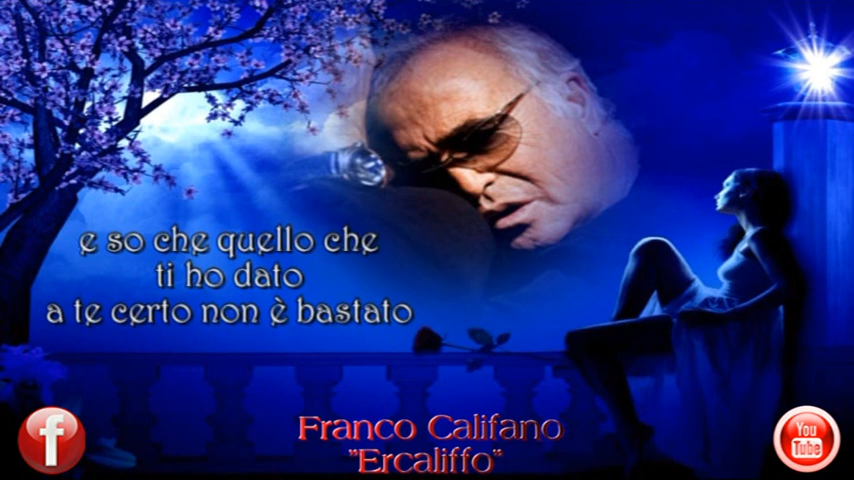 e so che quello che
ti ho dato
a te certo non è bastato
Franco Califano
"Ercaliffo"
f
You
Tube